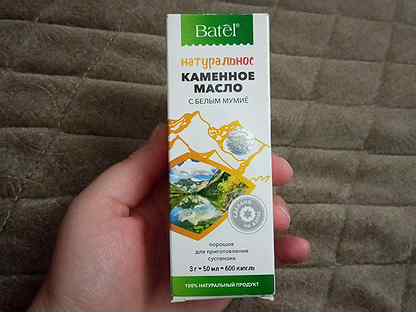 Batel®
натуральное
КАМЕННОЕ
МАСЛО
С БЕЛЫМ МУМИЁ
порошок
для приготовления
суспензии
3 г = 50 мл = 600 капель
100% НАТУРАЛЬНЫЙ ПРОДУКТ